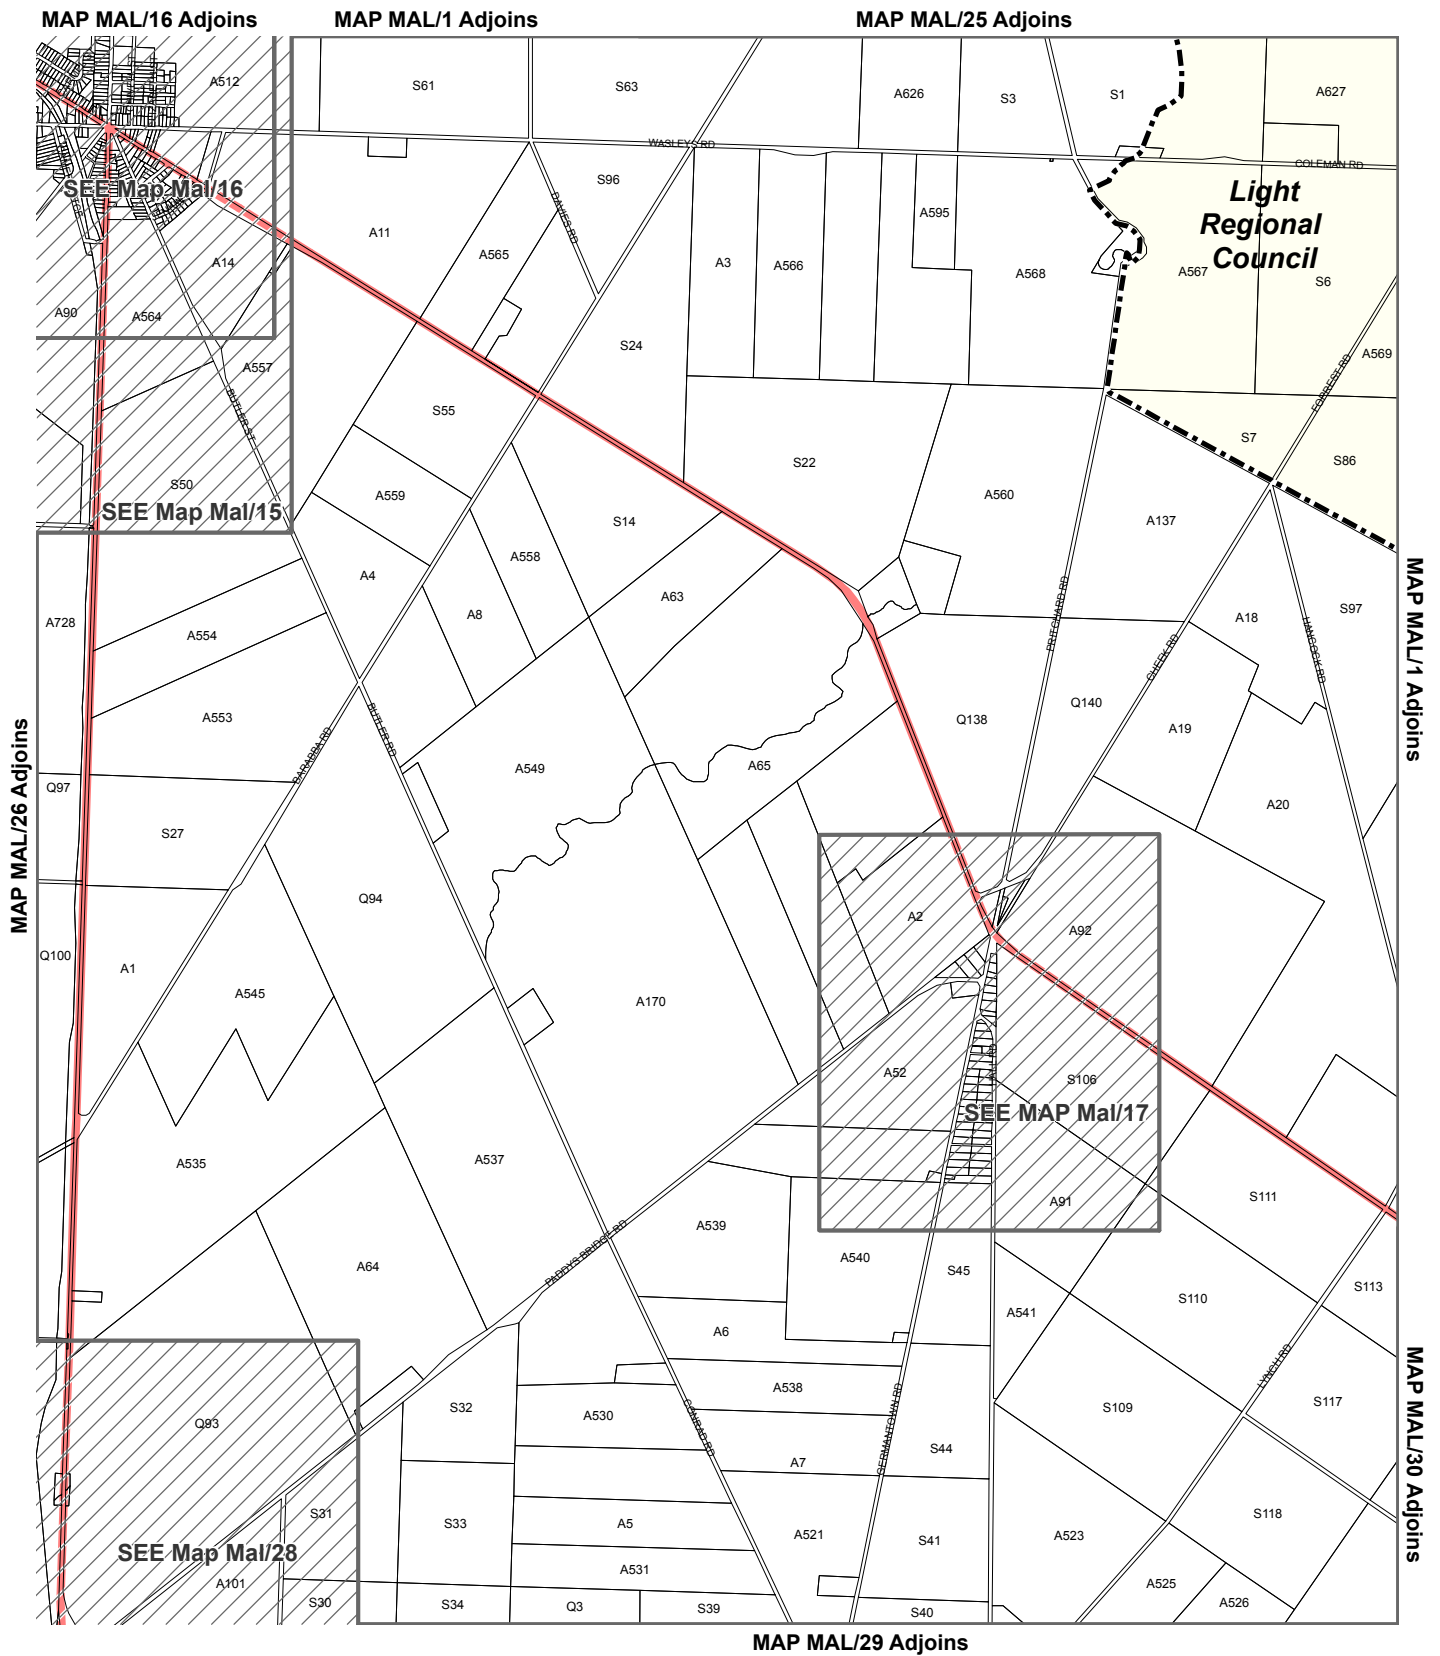 MAP MAL/16 Adjoins
MAP MAL/1 Adjoins
MAP MAL/25 Adjoins
A512
S61
S63
A626
S3
S1
A627
WASLEYS RD
COLEMAN RD
SEE Map Mal/16
S96
DAVIES RD
Light
Regional
Council
A595
A11
A565
A14
A3
A566
A568
A567
S6
A90
A564
S24
A557
A569
FORREST RD
BUTLER ST
S55
S7
S86
S22
S50
SEE Map Mal/15
A559
S14
A560
A137
A558
A4
A8
A63
A728
A554
PRITCHARD RD
A18
S97
HANCOCK RD
CHEEK RD
MAP MAL/1 Adjoins
A553
BUTLER RD
BARABBA RD
Q138
Q140
A19
A549
A65
MAP MAL/26 Adjoins
Q97
S27
A20
Q94
A2
A92
Q100
A1
A545
A170
A52
S106
SEE MAP Mal/17
A535
A537
A91
S111
A539
PADDYS BRIDGE RD
A64
A540
S45
A541
S110
S113
A6
LYNCH RD
MAP MAL/30 Adjoins
A538
Q93
S32
A530
CONRAD RD
GERMANTOWN RD
S109
S117
S44
A7
S31
S33
A5
A521
S41
A523
S118
SEE Map Mal/28
A101
A531
A525
S30
S34
Q3
S39
S40
A526
MAP MAL/29 Adjoins